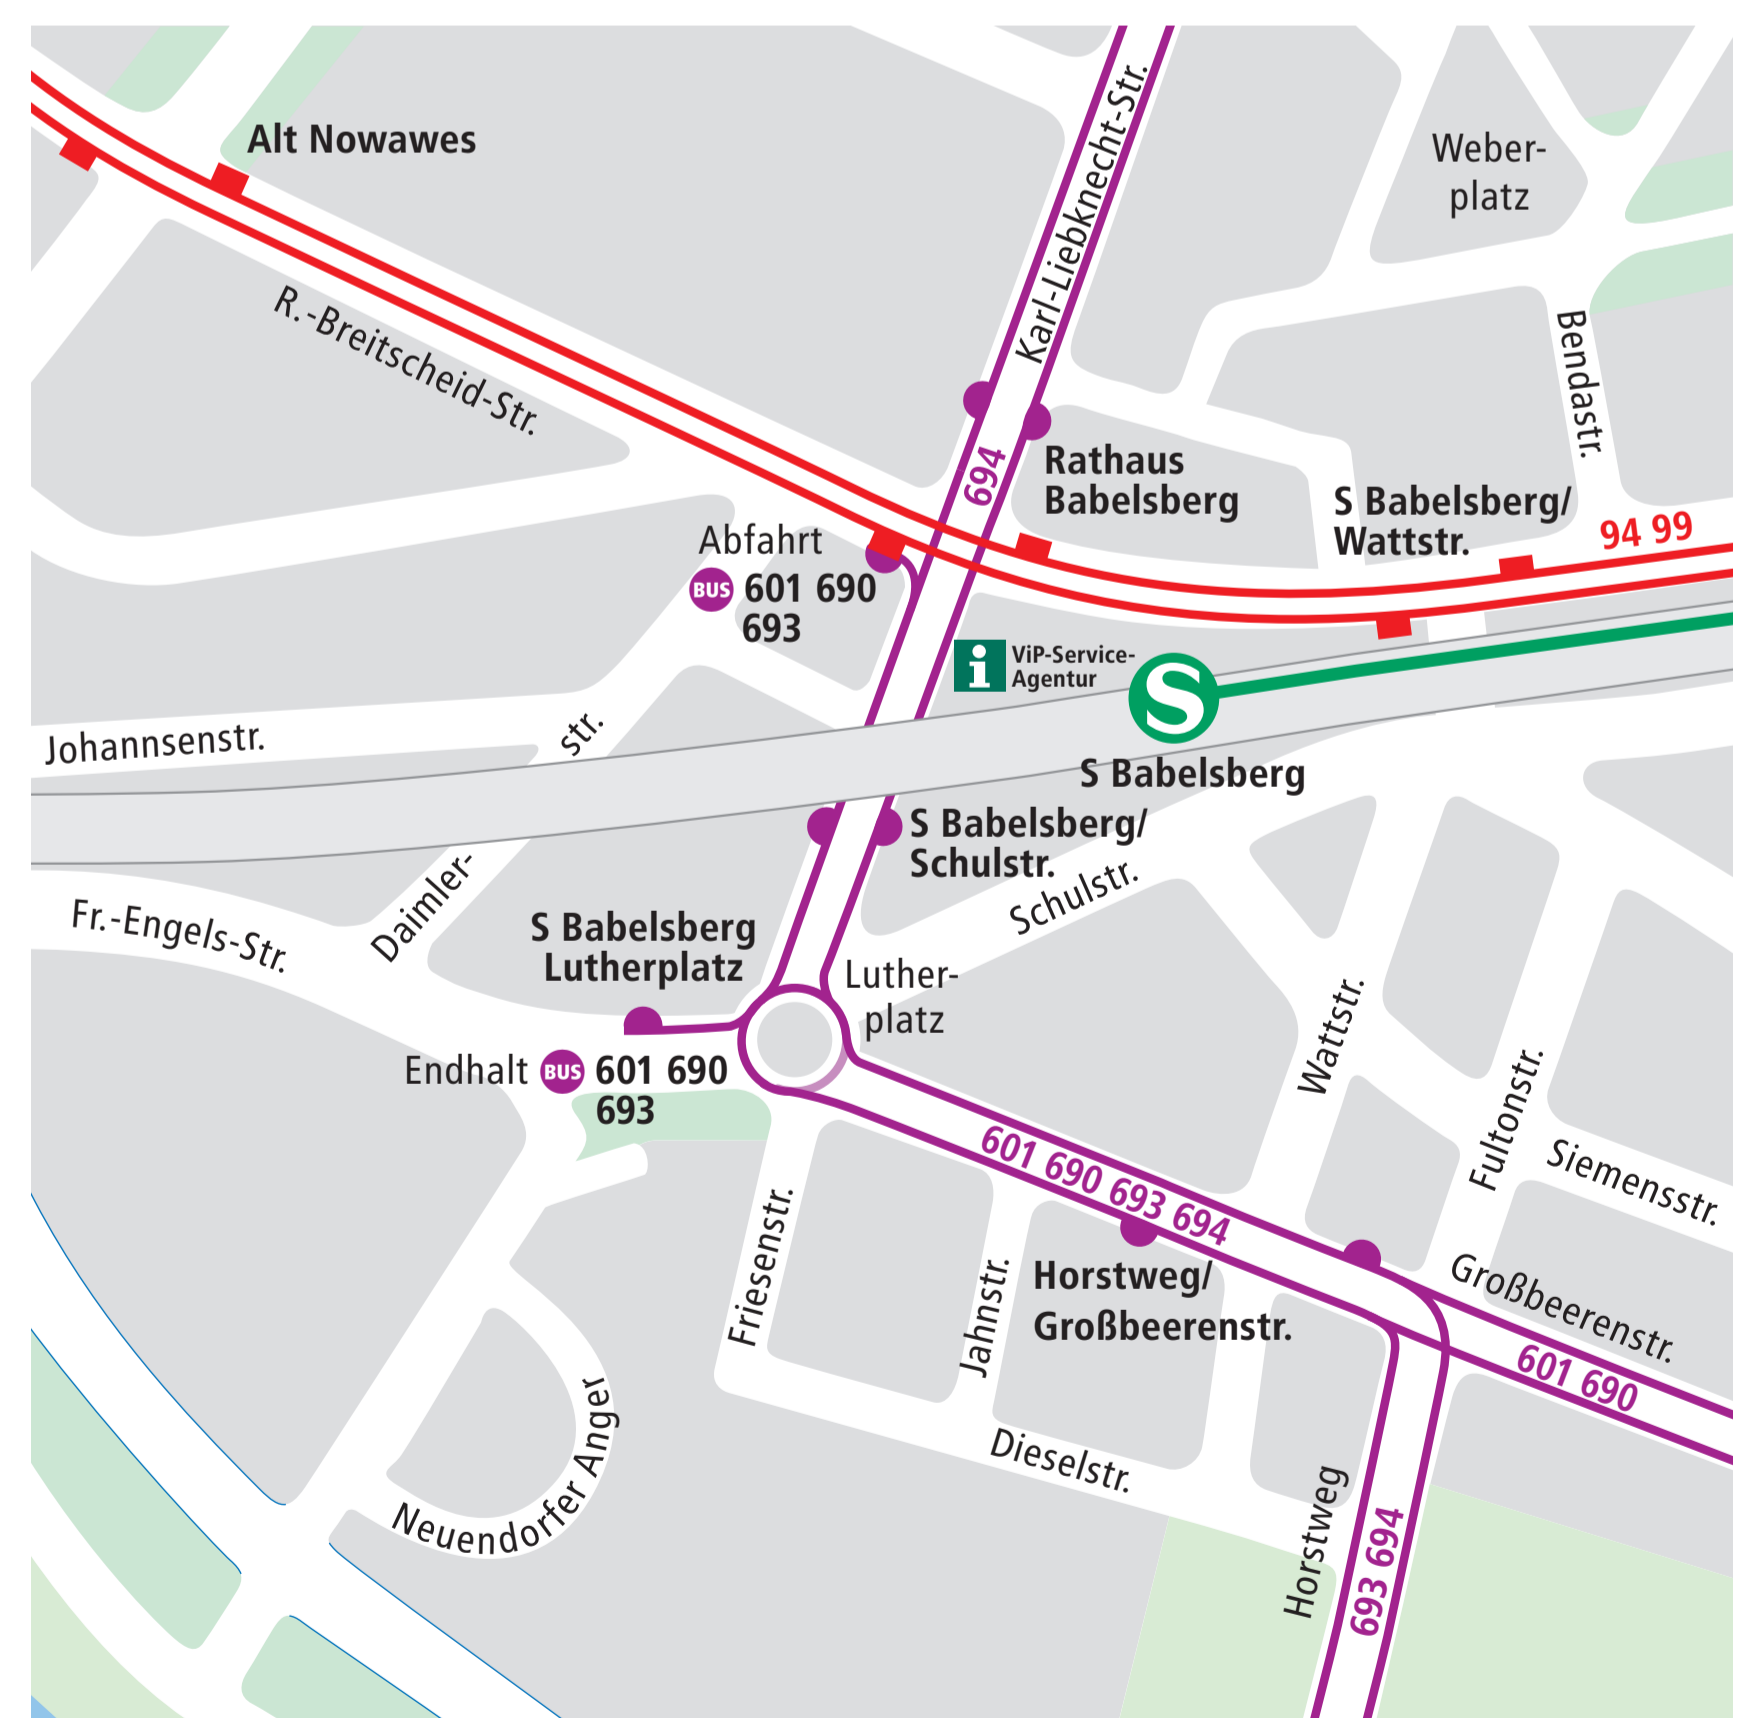 Alt Nowawes
Weber-
platz
Karl-Liebknecht-Str.
R.-Breitscheid-Str.
Bendastr.
694
Rathaus
Babelsberg
S Babelsberg/
Wattstr.
94 99
Abfahrt
BUS 601 690
693
i ViP-Service-
Agentur
S
S Babelsberg
Johannsenstr.
str.
Daimler-
S Babelsberg/
Schulstr.
Schulstr.
Fr.-Engels-Str.
S Babelsberg
Lutherplatz
Luther-
platz
Endhalt BUS 601 690
693
Wattstr.
Fultonstr.
Siemensstr.
601 690 693 694
Friesenstr.
Jahnstr.
Horstweg/
Großbeerenstr.
Großbeerenstr.
601 690
Neuendorfer Anger
Dieselstr.
Horstweg
693 694